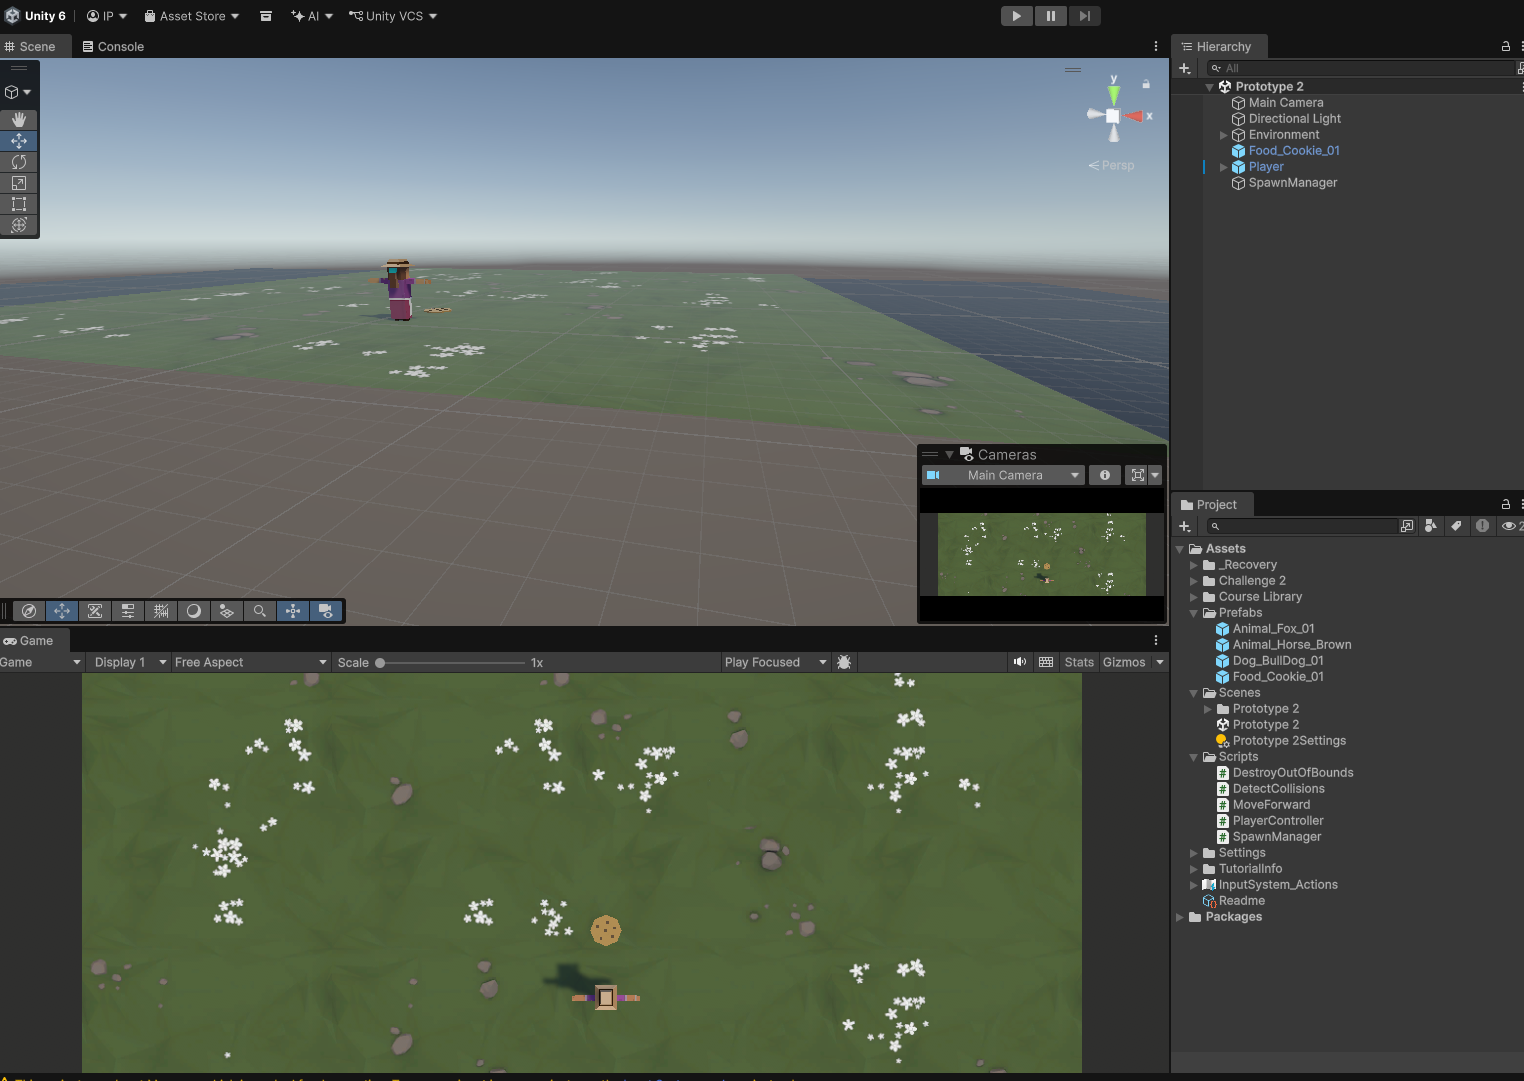 Unity 6
IP
Asset Store
AI
Unity VCS
Scene
Console
y
x
Persp
Cameras
Main Camera
Game
Game
Display 1
Free Aspect
Scale
1x
Play Focused
Stats
Gizmos
Hierarchy
All
Prototype 2
Main Camera
Directional Light
Environment
Food_Cookie_01
Player
SpawnManager
Project
2
Assets
_Recovery
Challenge 2
Course Library
Prefabs
Animal_Fox_01
Animal_Horse_Brown
Dog_BullDog_01
Food_Cookie_01
Scenes
Prototype 2
Prototype 2
Prototype 2Settings
Scripts
DestroyOutOfBounds
DetectCollisions
MoveForward
PlayerController
SpawnManager
Settings
TutorialInfo
InputSystem_Actions
Readme
Packages